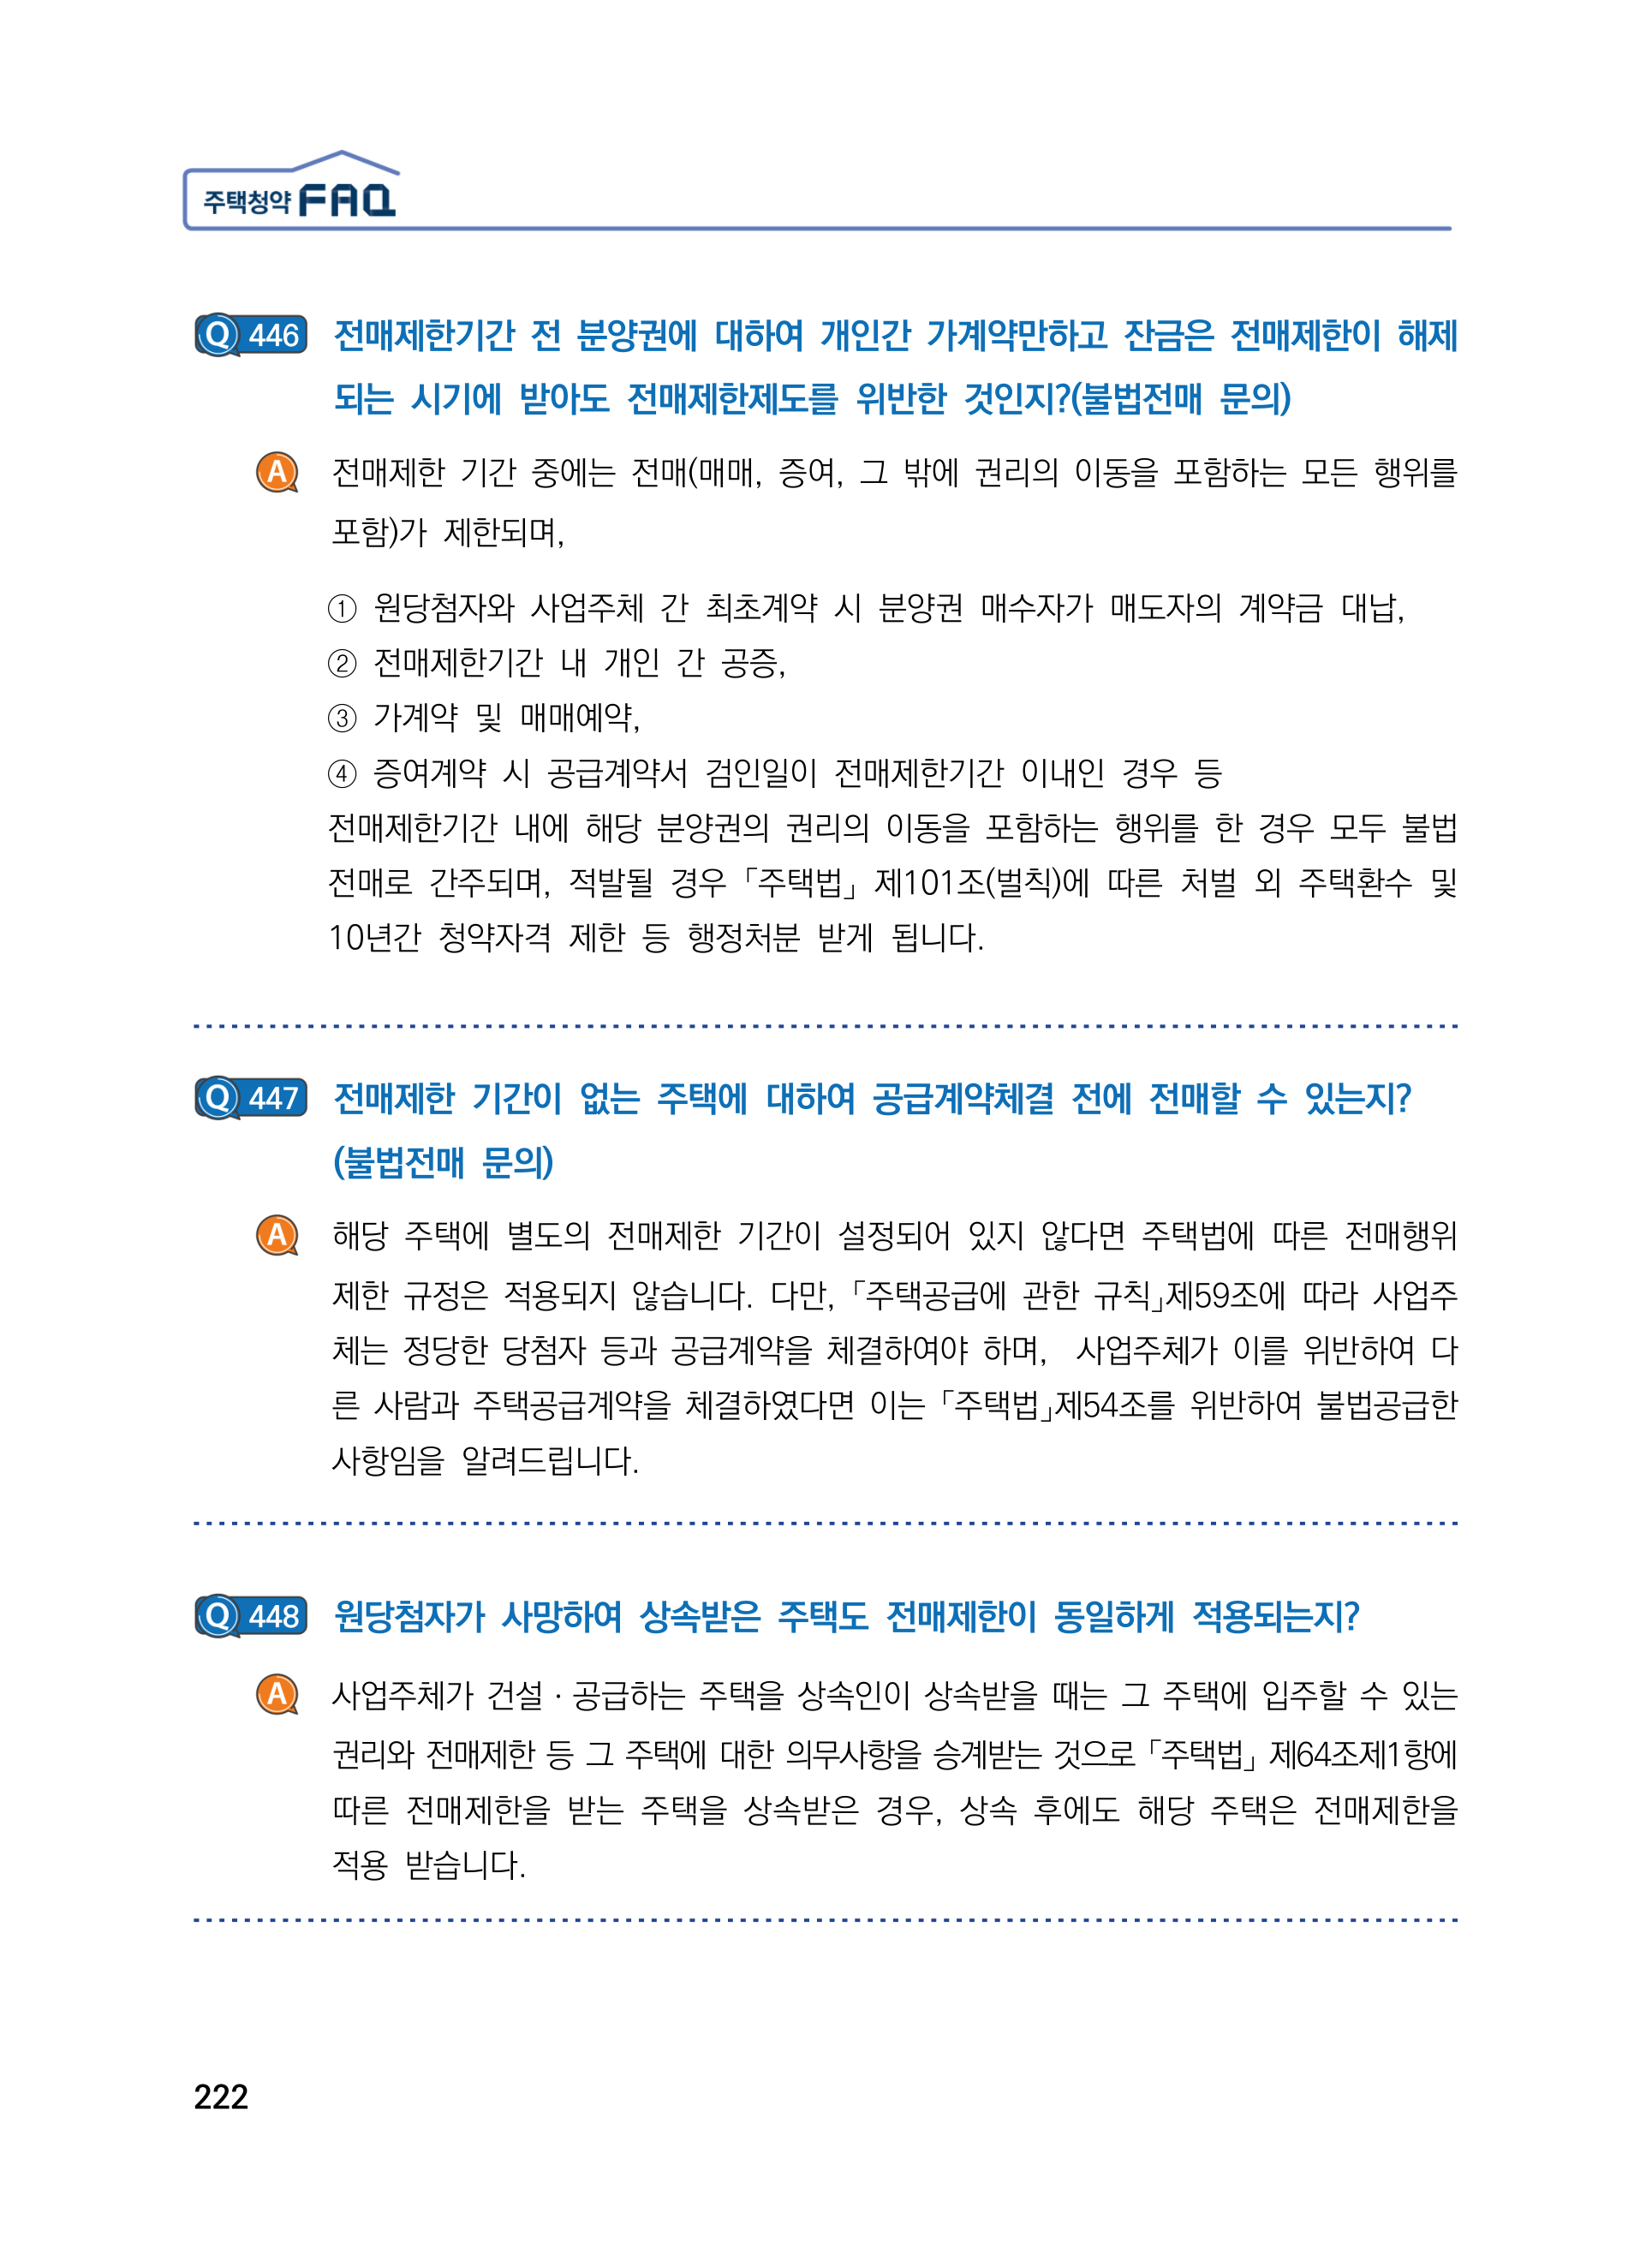 주택청약 FAQ
Q 446 전매제한기간 전 분양권에 대하여 개인간 가계약만하고 잔금은 전매제한이 해제
되는 시기에 받아도 전매제한제도를 위반한 것인지?(불법전매 문의)
A 전매제한 기간 중에는 전매(매매, 증여, 그 밖에 권리의 이동을 포함하는 모든 행위를
포함)가 제한되며,
① 원당첨자와 사업주체 간 최초계약 시 분양권 매수자가 매도자의 계약금 대납,
② 전매제한기간 내 개인 간 공증,
③ 가계약 및 매매예약,
④ 증여계약 시 공급계약서 검인일이 전매제한기간 이내인 경우 등
전매제한기간 내에 해당 분양권의 권리의 이동을 포함하는 행위를 한 경우 모두 불법
전매로 간주되며, 적발될 경우 「주택법」 제101조(벌칙)에 따른 처벌 외 주택환수 및
10년간 청약자격 제한 등 행정처분 받게 됩니다.
Q 447 전매제한 기간이 없는 주택에 대하여 공급계약체결 전에 전매할 수 있는지?
(불법전매 문의)
A 해당 주택에 별도의 전매제한 기간이 설정되어 있지 않다면 주택법에 따른 전매행위
제한 규정은 적용되지 않습니다. 다만, 「주택공급에 관한 규칙」제59조에 따라 사업주
체는 정당한 당첨자 등과 공급계약을 체결하여야 하며, 사업주체가 이를 위반하여 다
른 사람과 주택공급계약을 체결하였다면 이는 「주택법」제54조를 위반하여 불법공급한
사항임을 알려드립니다.
Q 448 원당첨자가 사망하여 상속받은 주택도 전매제한이 동일하게 적용되는지?
A 사업주체가 건설 · 공급하는 주택을 상속인이 상속받을 때는 그 주택에 입주할 수 있는
권리와 전매제한 등 그 주택에 대한 의무사항을 승계받는 것으로 「주택법」 제64조제1항에
따른 전매제한을 받는 주택을 상속받은 경우, 상속 후에도 해당 주택은 전매제한을
적용 받습니다.
222